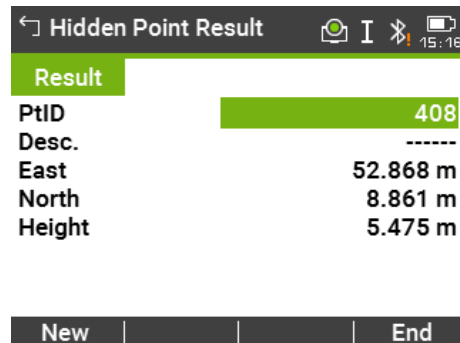 Hidden Point Result I 15:16
Result
PtID 408
Desc. ------
East 52.868 m
North 8.861 m
Height 5.475 m
New End